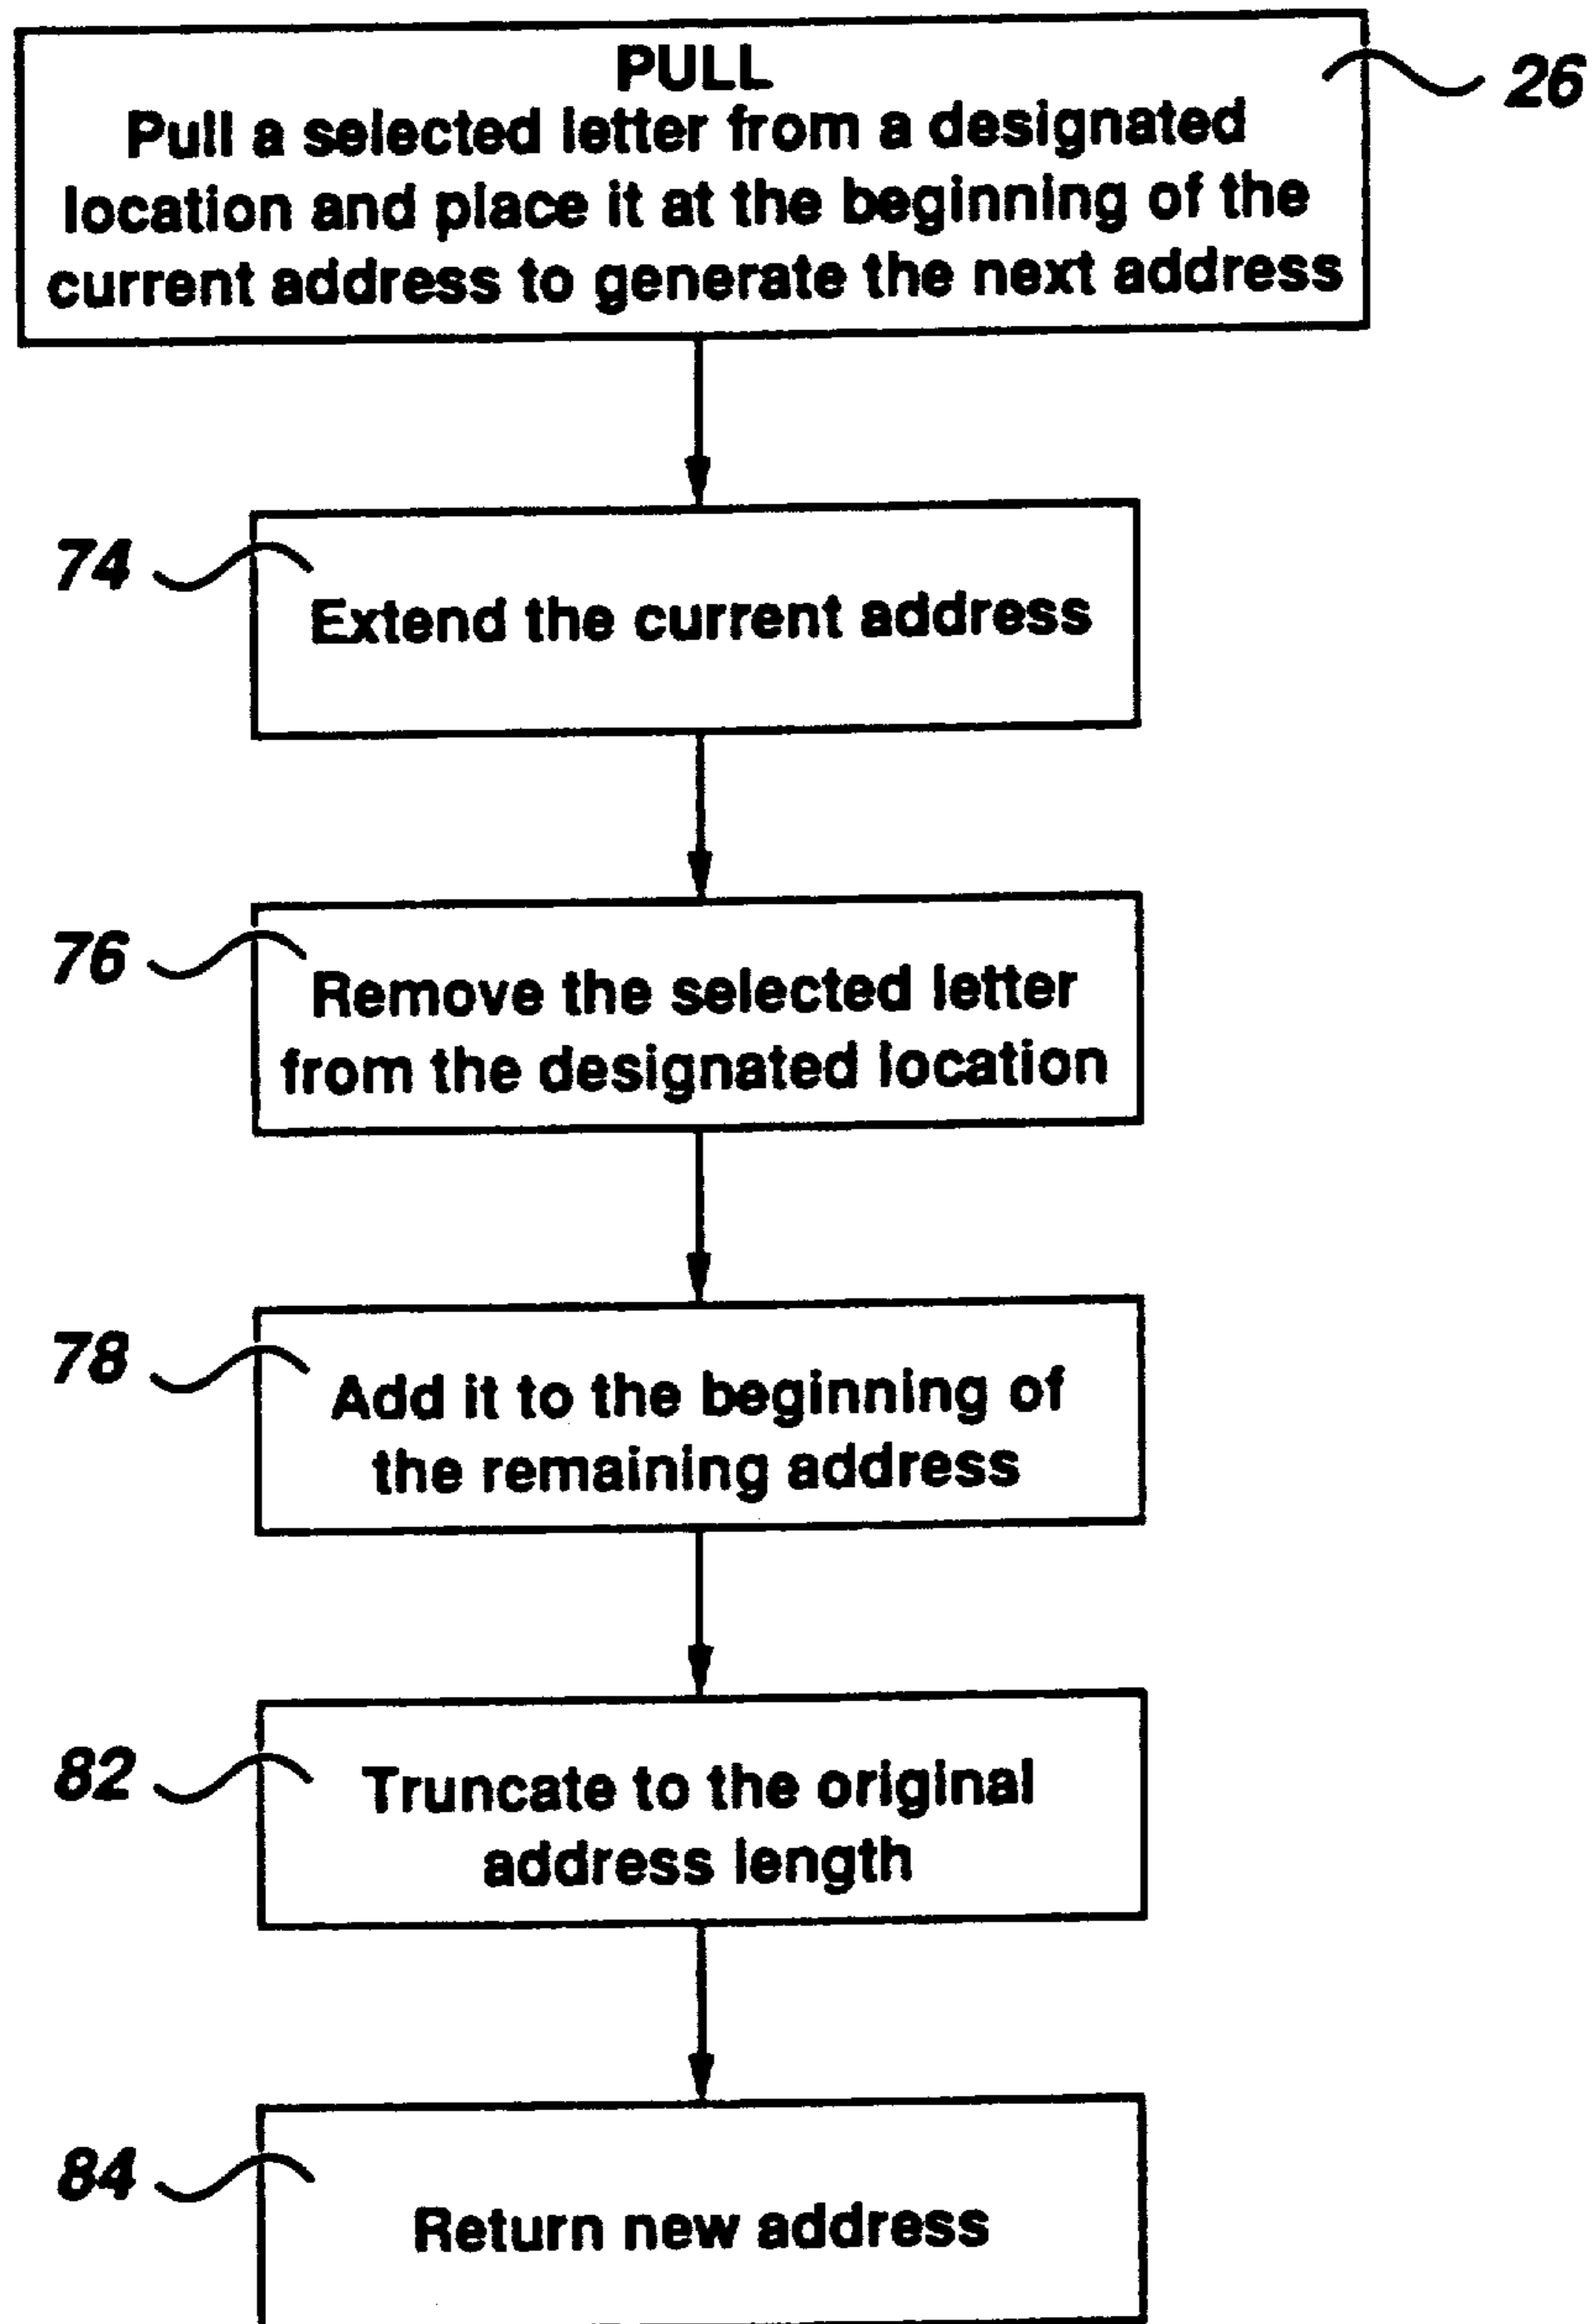 PULL
Pull a selected letter from a designated
location and place it at the beginning of the
current address to generate the next address
26
74
Extend the current address
76
Remove the selected letter
from the designated location
78
Add it to the beginning of
the remaining address
82
Truncate to the original
address length
84
Return new address